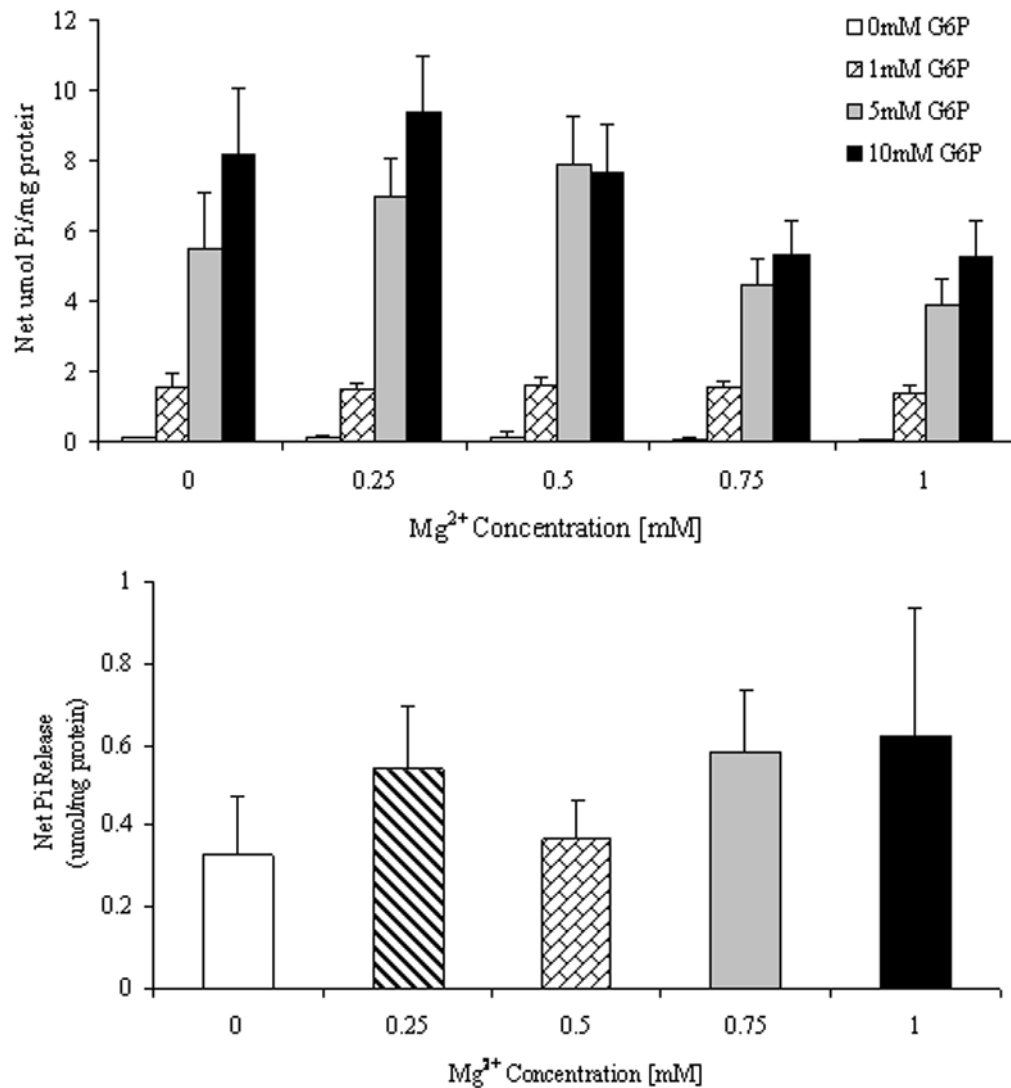 12
10
8
6
4
2
0
Net umol Pi/mg proteir
0mM G6P
1mM G6P
5mM G6P
10mM G6P
0 0.25 0.5 0.75 1
Mg²⁺ Concentration [mM]
1
0.8
0.6
0.4
0.2
0
Net Pi Release
(umol/mg protein)
0 0.25 0.5 0.75 1
Mg²⁺ Concentration [mM]